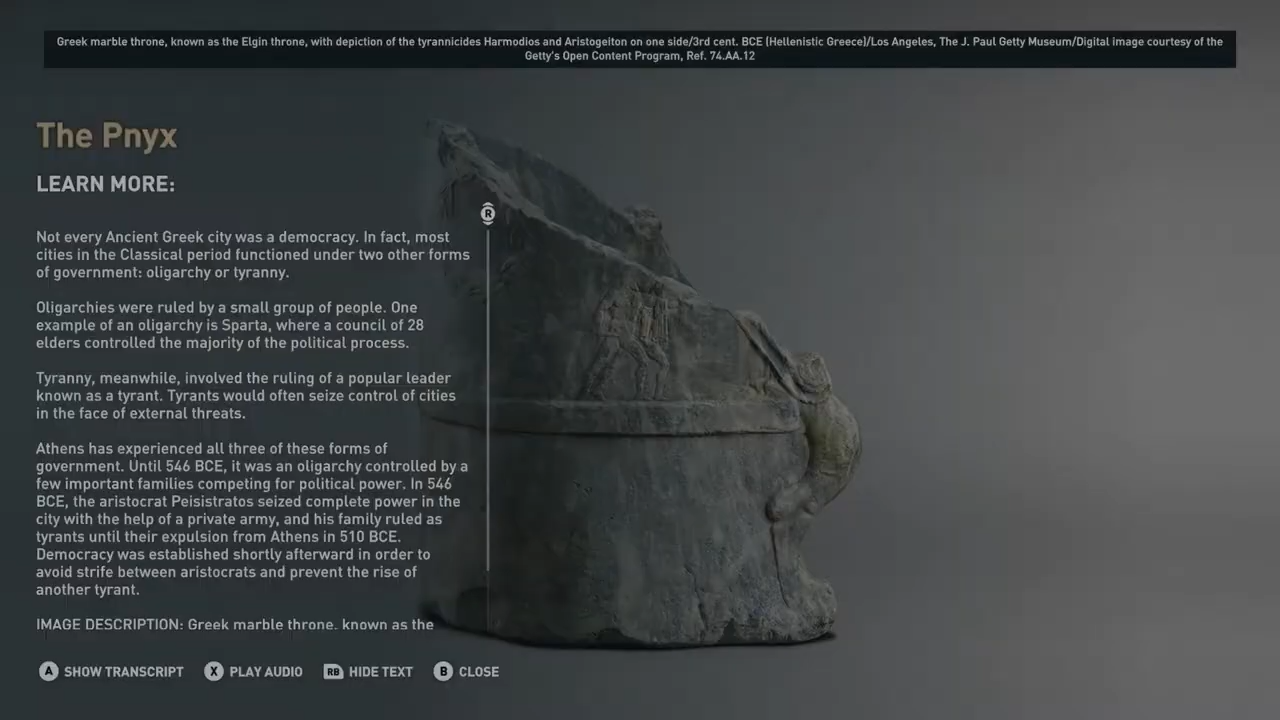 Greek marble throne, known as the Elgin throne, with depiction of the tyrannicides Harmodios and Aristogeiton on one side/3rd cent. BCE (Hellenistic Greece)/Los Angeles, The J. Paul Getty Museum/Digital image courtesy of the
Getty's Open Content Program, Ref. 74.AA.12
The Pnyx
LEARN MORE:
R
Not every Ancient Greek city was a democracy. In fact, most
cities in the Classical period functioned under two other forms
of government: oligarchy or tyranny.
Oligarchies were ruled by a small group of people. One
example of an oligarchy is Sparta, where a council of 28
elders controlled the majority of the political process.
Tyranny, meanwhile, involved the ruling of a popular leader
known as a tyrant. Tyrants would often seize control of cities
in the face of external threats.
Athens has experienced all three of these forms of
government. Until 546 BCE, it was an oligarchy controlled by a
few important families competing for political power. In 546
BCE, the aristocrat Peisistratos seized complete power in the
city with the help of a private army, and his family ruled as
tyrants until their expulsion from Athens in 510 BCE.
Democracy was established shortly afterward in order to
avoid strife between aristocrats and prevent the rise of
another tyrant.
IMAGE DESCRIPTION: Greek marble throne, known as the
A SHOW TRANSCRIPT X PLAY AUDIO RB HIDE TEXT B CLOSE